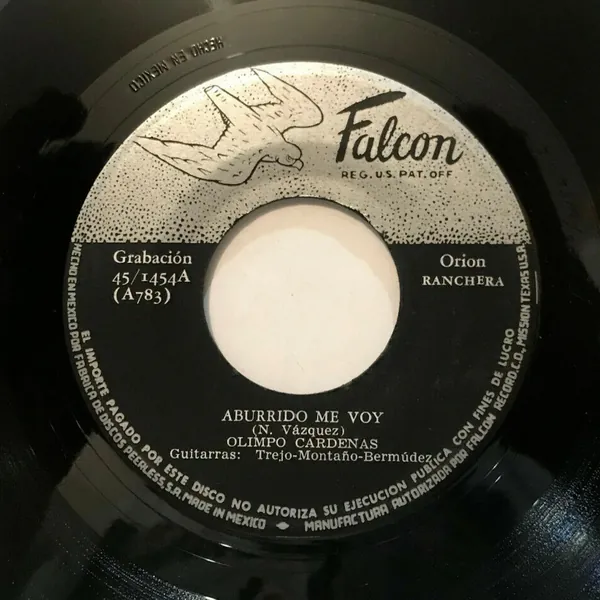 HECHO EN MEXICO
Falcon
REG. U.S. PAT. OFF
Grabación
45/1454A
(A783)
Orion
RANCHERA
ABURRIDO ME VOY
(N. Vázquez)
OLIMPO CARDENAS
Guitarras: Trejo-Montaño-Bermúdez
EL IMPORTE PAGADO POR ESTE DISCO NO AUTORIZA SU EJECUCION PUBLICA CON FINES DE LUCRO
HECHO EN MEXICO POR FABRICA DE DISCOS PEERLESS.S.A. MADE IN MEXICO ◆ MANUFACTURA AUTORIZADA POR FALCON RECORD.C.O., MISSION TEXAS U.S.A.